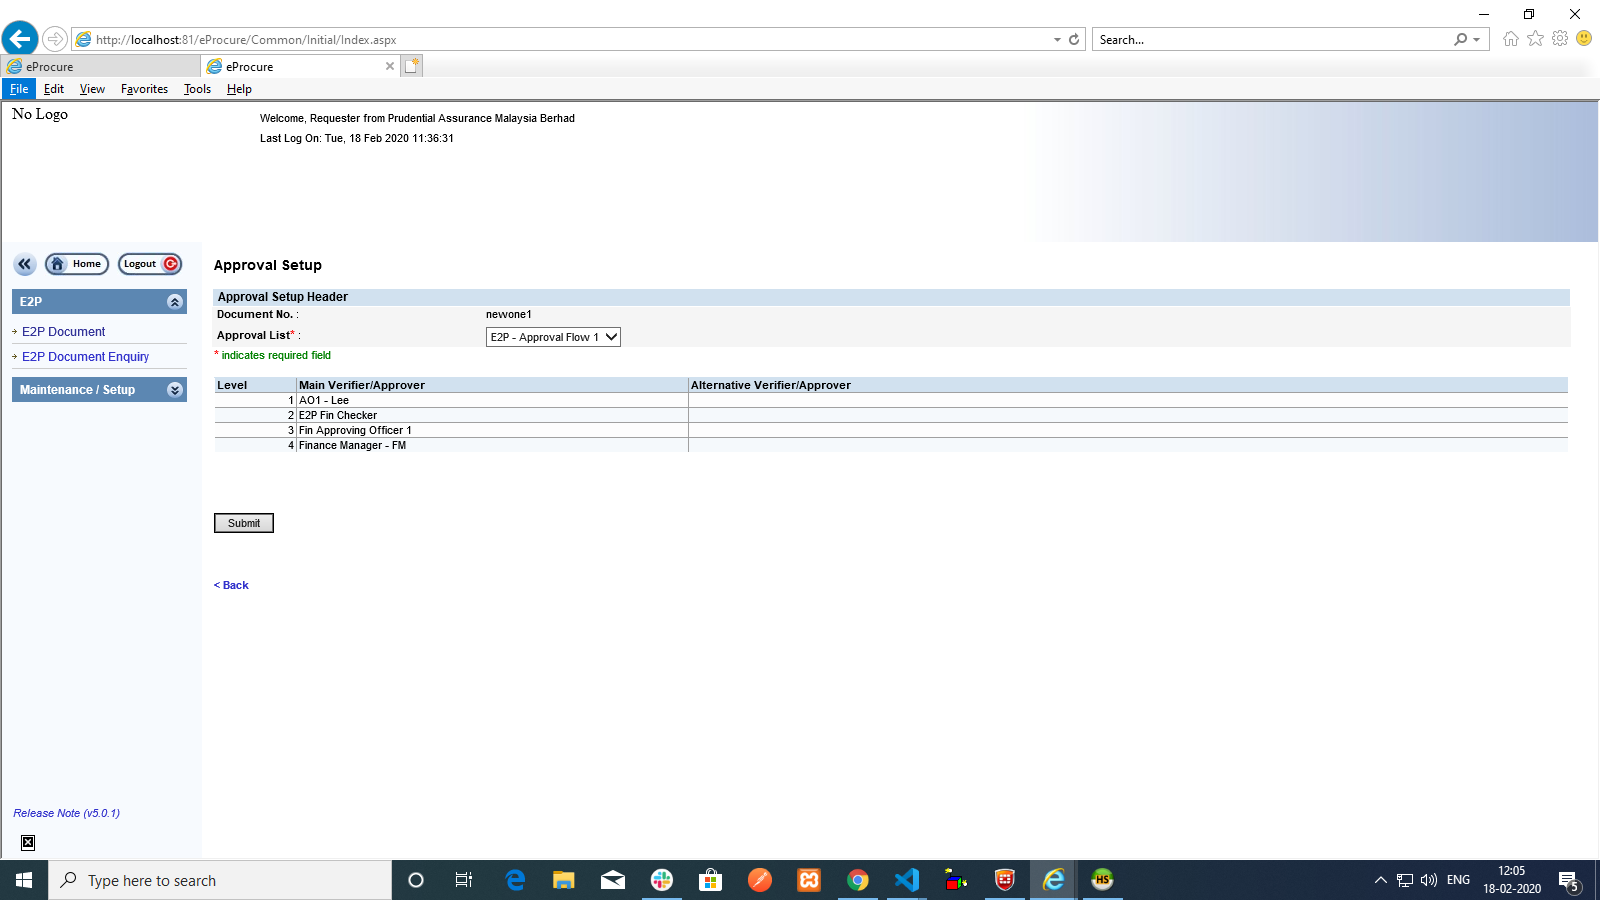 http://localhost:81/eProcure/Common/Initial/Index.aspx
Search...
eProcure
eProcure
File Edit View Favorites Tools Help
No Logo
Welcome, Requester from Prudential Assurance Malaysia Berhad
Last Log On: Tue, 18 Feb 2020 11:36:31
Home
Logout
E2P
E2P Document
E2P Document Enquiry
Maintenance / Setup
Approval Setup
Approval Setup Header
Document No. : newone1
Approval List* : E2P - Approval Flow 1
* indicates required field
Level Main Verifier/Approver Alternative Verifier/Approver
1 AO1 - Lee
2 E2P Fin Checker
3 Fin Approving Officer 1
4 Finance Manager - FM
Submit
< Back
Release Note (v5.0.1)
Type here to search
HS
ENG
12:05
18-02-2020
5